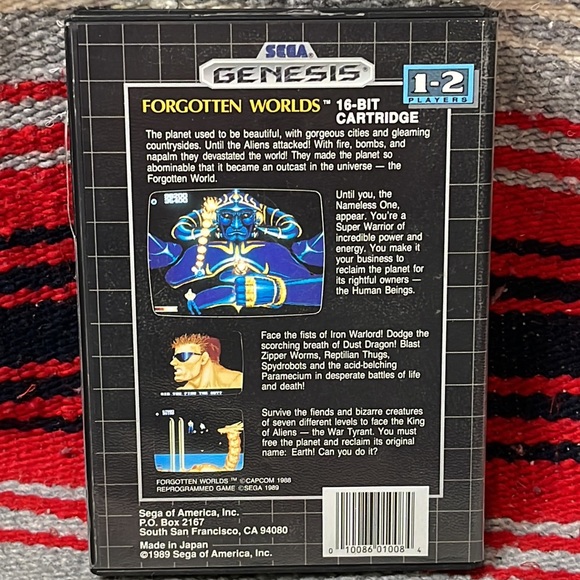 SEGA
GENESIS
1-2
PLAYERS
FORGOTTEN WORLDS™ 16-BIT
CARTRIDGE
The planet used to be beautiful, with gorgeous cities and gleaming
countrysides. Until the Aliens attacked! With fire, bombs, and
napalm they devastated the world! They made the planet so
abominable that it became an outcast in the universe — the
Forgotten World.
Until you, the
Nameless One,
appear. You're a
Super Warrior of
incredible power and
energy. You make it
your business to
reclaim the planet for
its rightful owners —
the Human Beings.
Face the fists of Iron Warlord! Dodge the
scorching breath of Dust Dragon! Blast
Zipper Worms, Reptilian Thugs,
Spydrobots and the acid-belching
Paramecium in desperate battles of life
and death!
DID YOU FIND THE KEY?
Survive the fiends and bizarre creatures
of seven different levels to face the King
of Aliens — the War Tyrant. You must
free the planet and reclaim its original
name: Earth! Can you do it?
FORGOTTEN WORLDS™ ©CAPCOM 1988
REPROGRAMMED GAME ©SEGA 1989
Sega of America, Inc.
P.O. Box 2167
South San Francisco, CA 94080
Made in Japan
©1989 Sega of America, Inc.
0 10086 01008 4